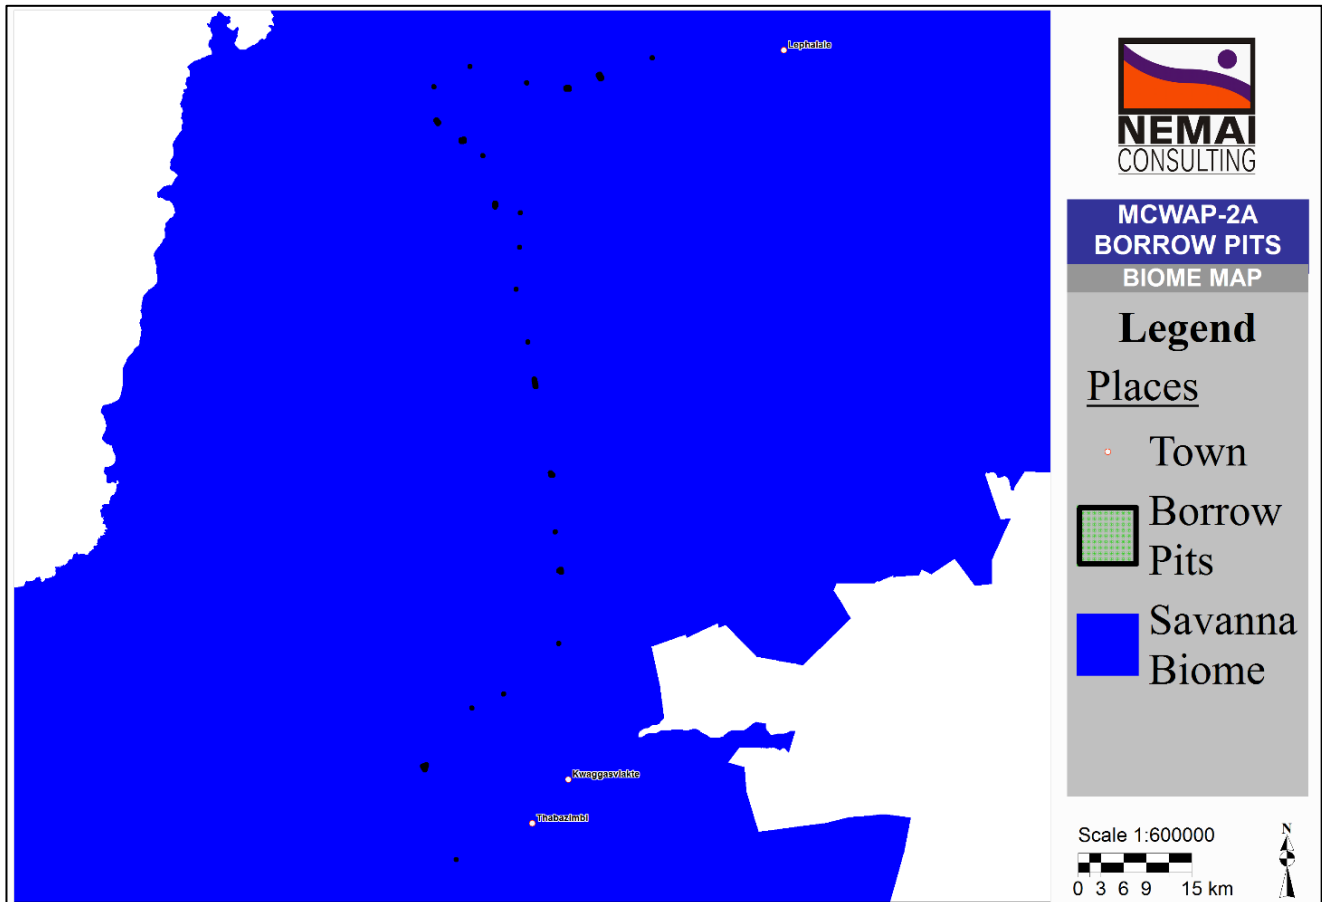 Lephalale
Kwaggasvlakte
Thabazimbi
NEMAI
CONSULTING
MCWAP-2A
BORROW PITS
BIOME MAP
Legend
Places
Town
Borrow
Pits
Savanna
Biome
Scale 1:600000
N
0 3 6 9 15 km